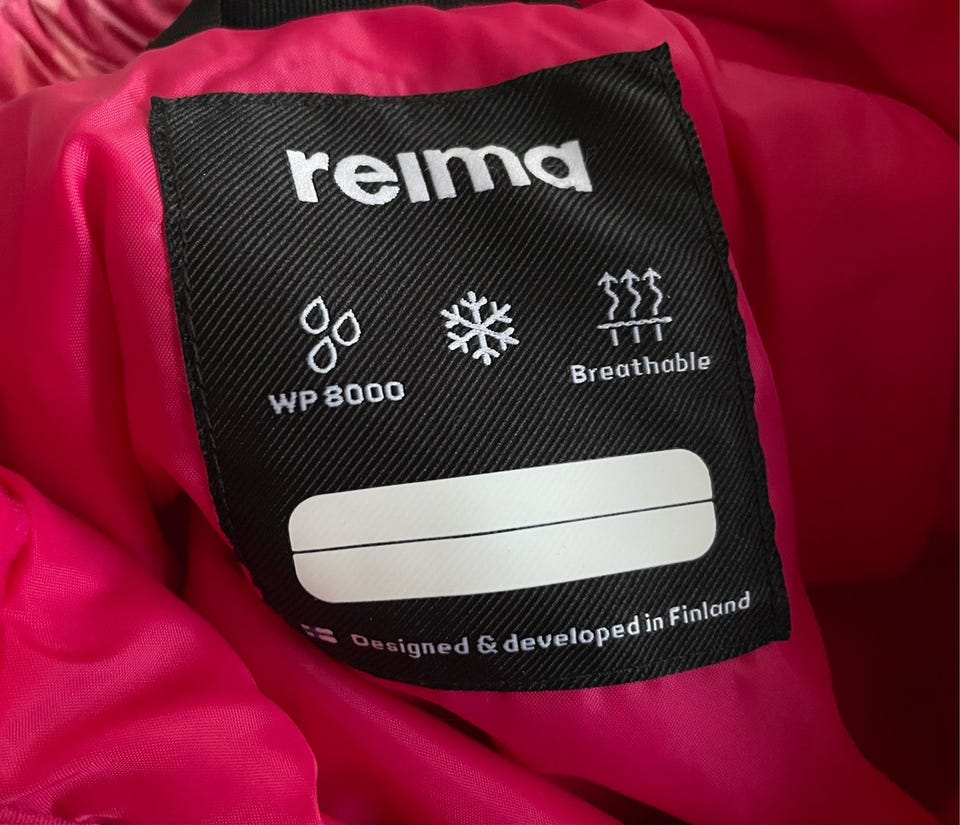 reima
WP 8000
Breathable
Designed & developed in Finland